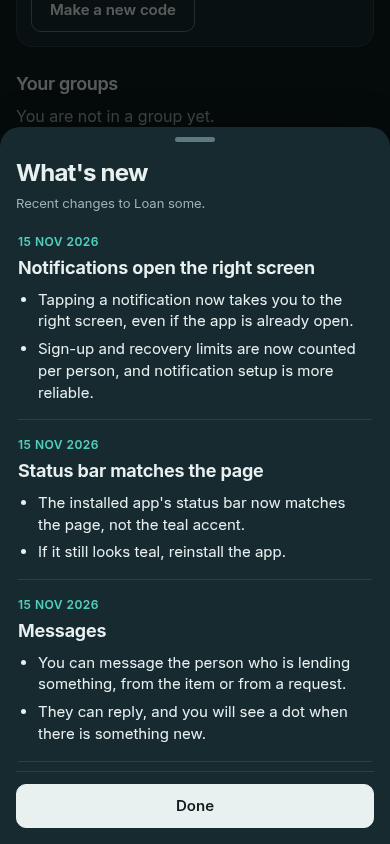 Make a new code
Your groups
You are not in a group yet.
What's new
Recent changes to Loan some.
15 NOV 2026
Notifications open the right screen
• Tapping a notification now takes you to the
right screen, even if the app is already open.
• Sign-up and recovery limits are now counted
per person, and notification setup is more
reliable.
15 NOV 2026
Status bar matches the page
• The installed app's status bar now matches
the page, not the teal accent.
• If it still looks teal, reinstall the app.
15 NOV 2026
Messages
• You can message the person who is lending
something, from the item or from a request.
• They can reply, and you will see a dot when
there is something new.
Done